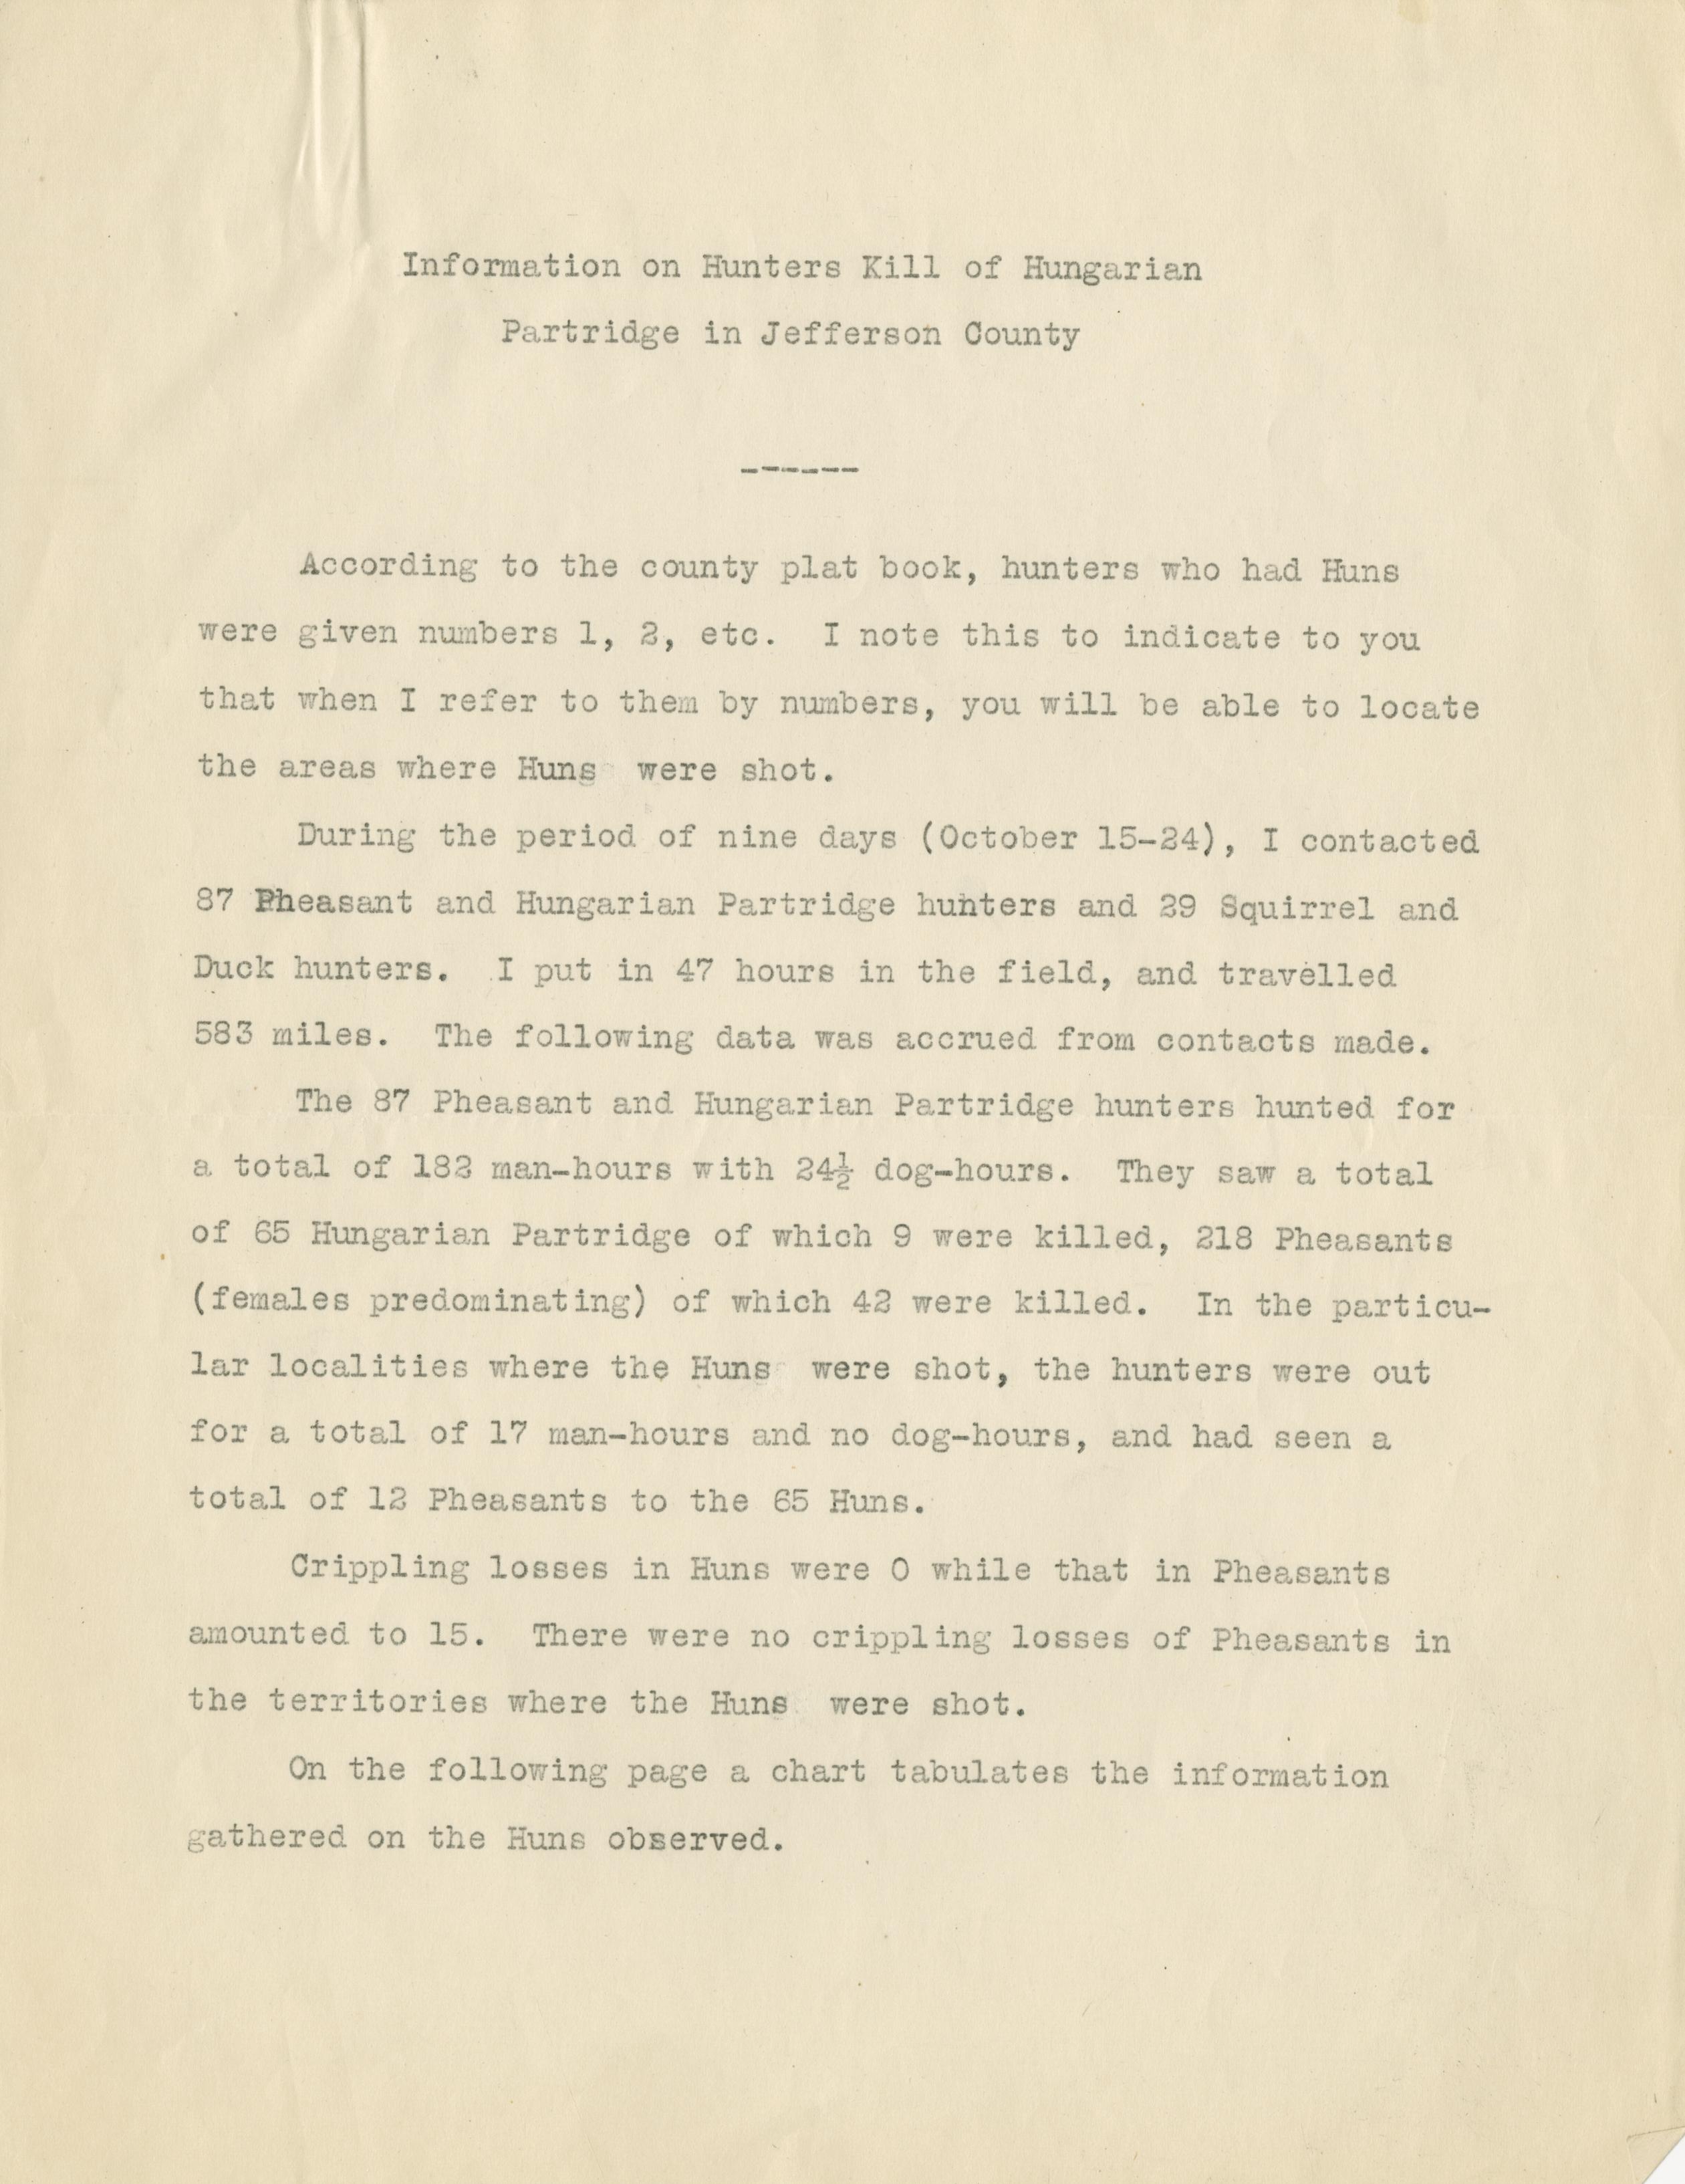 Information on Hunters Kill of Hungarian
Partridge in Jefferson County
------
According to the county plat book, hunters who had Huns
were given numbers 1, 2, etc. I note this to indicate to you
that when I refer to them by numbers, you will be able to locate
the areas where Huns were shot.
During the period of nine days (October 15-24), I contacted
87 Pheasant and Hungarian Partridge hunters and 29 Squirrel and
Duck hunters. I put in 47 hours in the field, and travelled
583 miles. The following data was accrued from contacts made.
The 87 Pheasant and Hungarian Partridge hunters hunted for
a total of 182 man-hours with 24½ dog-hours. They saw a total
of 65 Hungarian Partridge of which 9 were killed, 218 Pheasants
(females predominating) of which 42 were killed. In the particu-
lar localities where the Huns were shot, the hunters were out
for a total of 17 man-hours and no dog-hours, and had seen a
total of 12 Pheasants to the 65 Huns.
Crippling losses in Huns were 0 while that in Pheasants
amounted to 15. There were no crippling losses of Pheasants in
the territories where the Huns were shot.
On the following page a chart tabulates the information
gathered on the Huns observed.